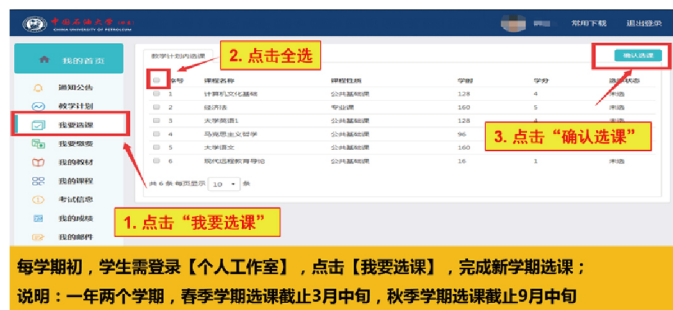 中国石油大学
CHINA UNIVERSITY OF PETROLEUM
常用下载 退出登录
我的首页
教学计划内选课
2. 点击全选
确认选课
通知公告
序号 课程名称 课程性质 学时 学分 选课状态
1 计算机文化基础 公共基础课 128 4 未选
教学计划
2 经济法 专业课 160 5 未选
我要选课
3 大学英语1 公共基础课 128 4
4 马克思主义哲学 公共基础课 96
3. 点击“确认选课”
我要缴费
5 大学语文 公共基础课 160
我的教材
6 现代远程教育导论 公共基础课 16 1 未选
我的课程
共 6 条 每页显示 10 条
考试信息
我的成绩
1. 点击“我要选课”
我的邮件
每学期初，学生需登录【个人工作室】，点击【我要选课】，完成新学期选课；
说明：一年两个学期，春季学期选课截止3月中旬，秋季学期选课截止9月中旬